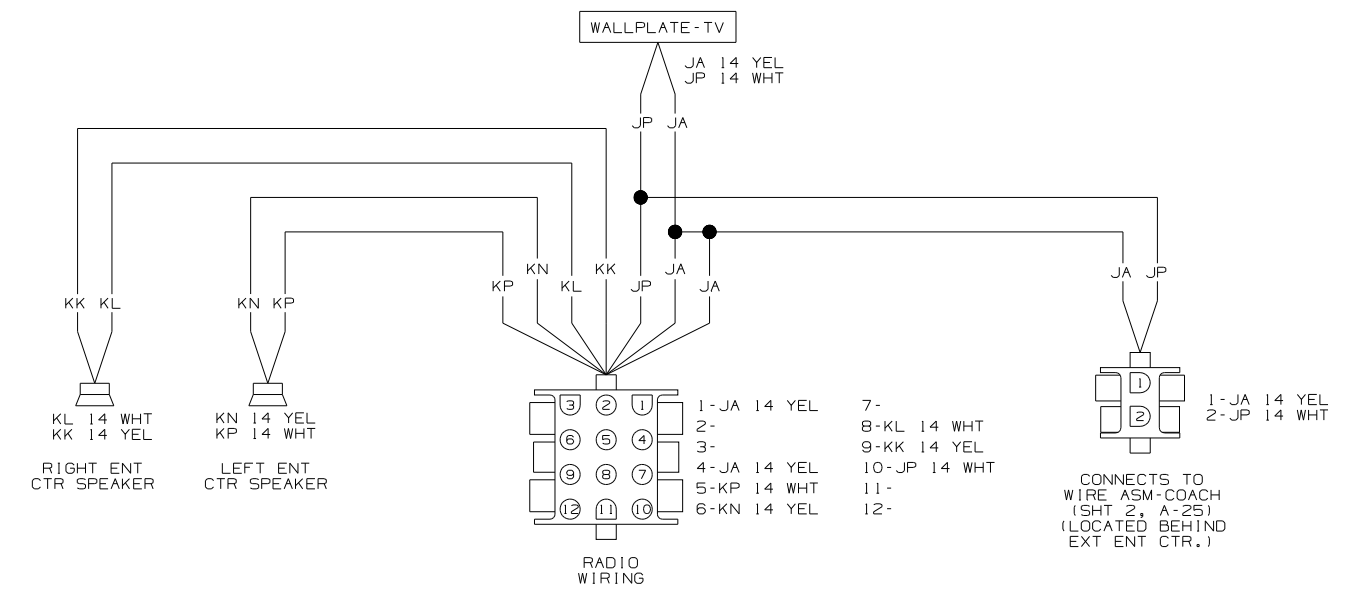 WALLPLATE-TV
JA 14 YEL
JP 14 WHT
JP JA
KK KL
KN KP
KP
KN
KL
KK
JP
JA
JA
JA JP
KL 14 WHT
KK 14 YEL
RIGHT ENT
CTR SPEAKER
KN 14 YEL
KP 14 WHT
LEFT ENT
CTR SPEAKER
3 2 1
6 5 4
9 8 7
12 11 10
1-JA 14 YEL
2-
3-
4-JA 14 YEL
5-KP 14 WHT
6-KN 14 YEL
7-
8-KL 14 WHT
9-KK 14 YEL
10-JP 14 WHT
11-
12-
RADIO
WIRING
1
2
1-JA 14 YEL
2-JP 14 WHT
CONNECTS TO
WIRE ASM-COACH
(SHT 2, A-25)
(LOCATED BEHIND
EXT ENT CTR.)